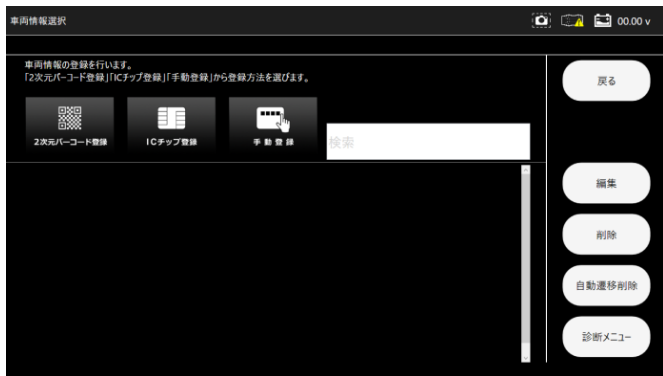 車両情報選択
00.00 v
車両情報の登録を行います。
「2次元バーコード登録」「ICチップ登録」「手動登録」から登録方法を選びます。
戻る
2次元バーコード登録
ICチップ登録
手動登録
検索
編集
削除
自動遷移削除
診断メニュー